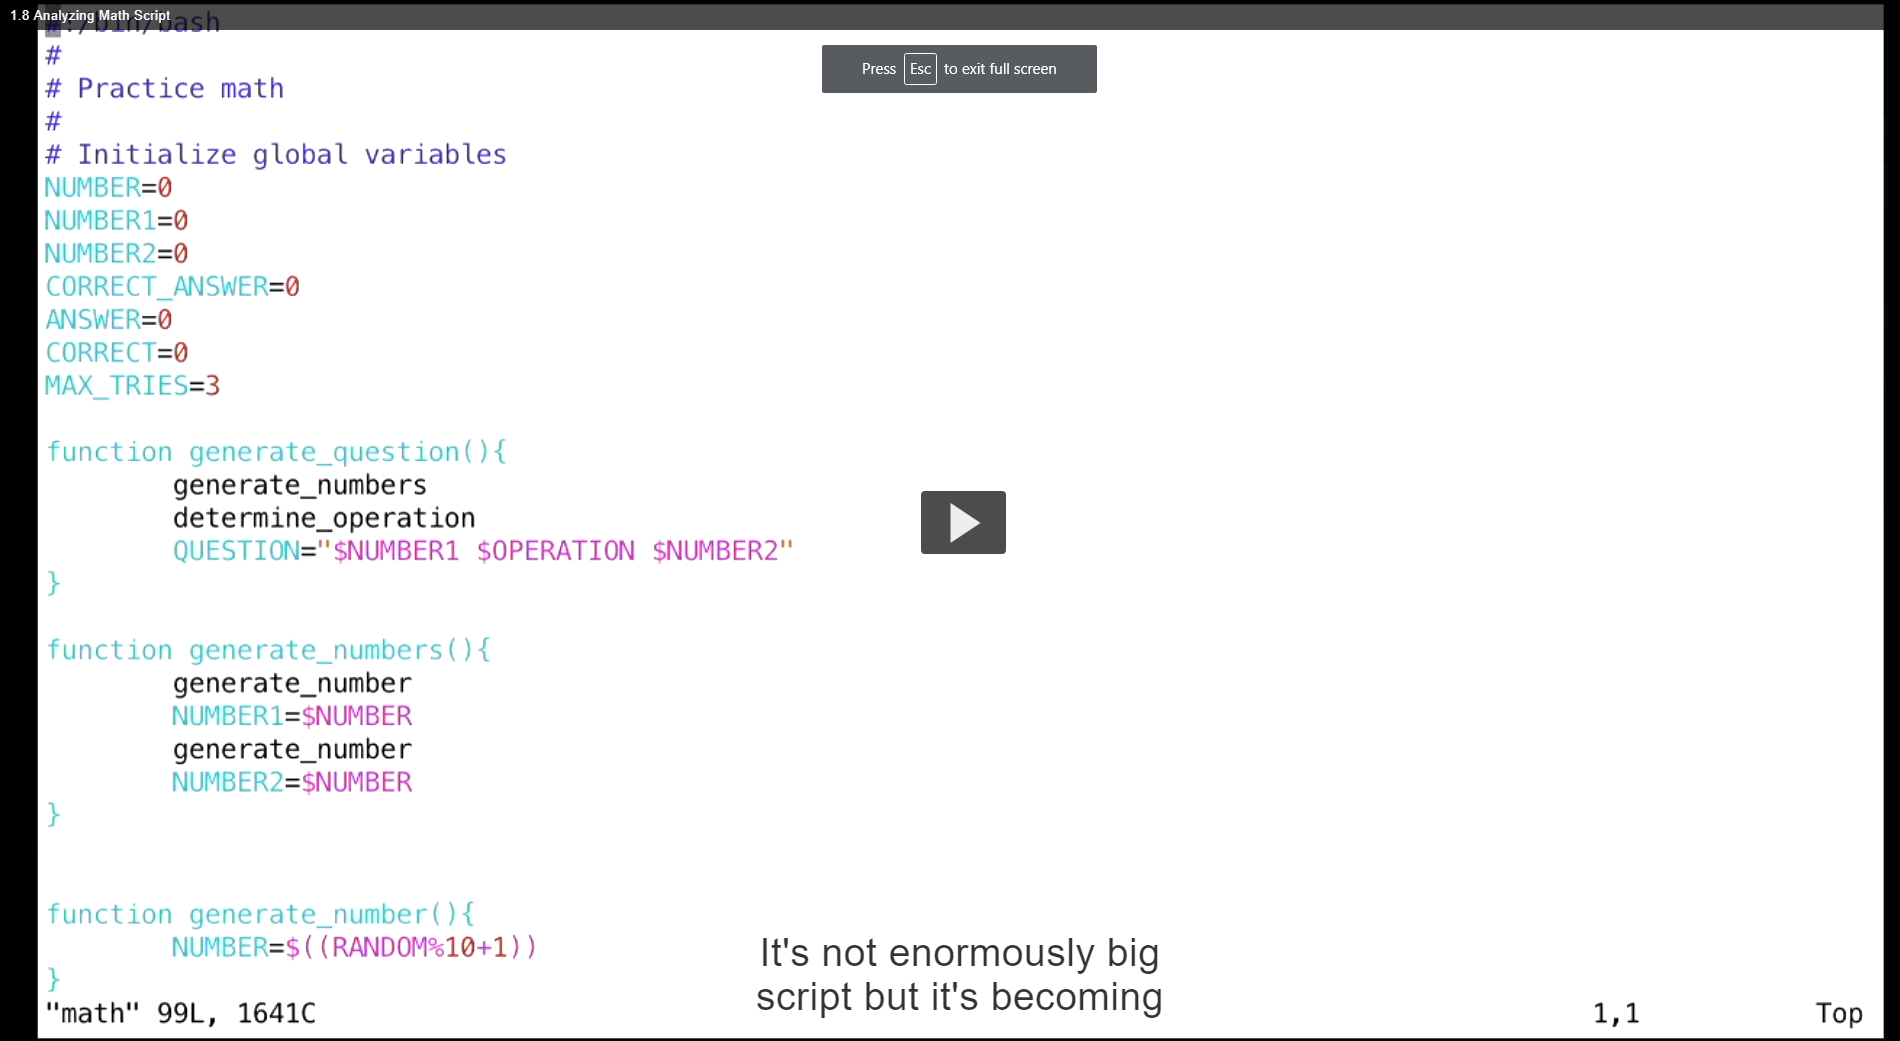 1.8 Analyzing Math Script
#!/bin/bash
Press Esc to exit full screen
#
# Practice math
#
# Initialize global variables
NUMBER=0
NUMBER1=0
NUMBER2=0
CORRECT_ANSWER=0
ANSWER=0
CORRECT=0
MAX_TRIES=3
function generate_question(){
generate_numbers
determine_operation
QUESTION="$NUMBER1 $OPERATION $NUMBER2"
}
function generate_numbers(){
generate_number
NUMBER1=$NUMBER
generate_number
NUMBER2=$NUMBER
}
function generate_number(){
NUMBER=$((RANDOM%10+1))
}
It's not enormously big
script but it's becoming
"math" 99L, 1641C
1,1
Top